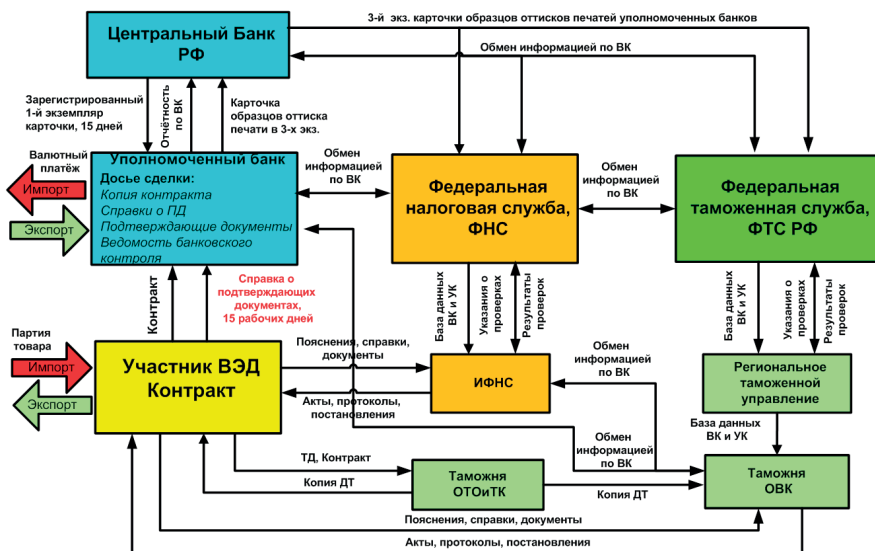 3-й экз. карточки образцов оттисков печатей уполномоченных банков
Центральный Банк
РФ
Обмен информацией по ВК
Зарегистрированный
1-й экземпляр
карточки, 15 дней
Отчётность
по ВК
Карточка
образцов оттиска
печати в 3-х экз.
Валютный
платёж
Импорт
Экспорт
Уполномоченный банк
Досье сделки:
Копия контракта
Справки о ПД
Подтверждающие документы
Ведомость банковского
контроля
Обмен
информацией
по ВК
Федеральная
налоговая служба,
ФНС
Обмен
информацией
по ВК
Федеральная
таможенная служба,
ФТС РФ
Контракт
Справка о
подтверждающих
документах,
15 рабочих дней
База данных
ВК и УК
Указания о
проверках
Результаты
проверок
База данных
ВК и УК
Указания о
проверках
Результаты
проверок
Партия
товара
Импорт
Экспорт
Участник ВЭД
Контракт
Пояснения, справки,
документы
Акты, протоколы,
постановления
ИФНС
Обмен
информацией
по ВК
Региональное
таможенной
управление
База данных
ВК и УК
Обмен
информацией
по ВК
ТД, Контракт
Копия ДТ
Таможня
ОТОиТК
Копия ДТ
Таможня
ОВК
Пояснения, справки, документы
Акты, протоколы, постановления